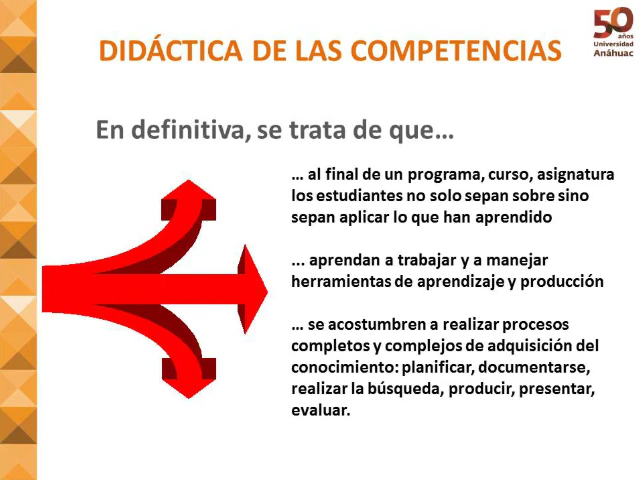 DIDÁCTICA DE LAS COMPETENCIAS
50
años
Universidad
Anáhuac
En definitiva, se trata de que…
… al final de un programa, curso, asignatura
los estudiantes no solo sepan sobre sino
sepan aplicar lo que han aprendido
... aprendan a trabajar y a manejar
herramientas de aprendizaje y producción
… se acostumbren a realizar procesos
completos y complejos de adquisición del
conocimiento: planificar, documentarse,
realizar la búsqueda, producir, presentar,
evaluar.